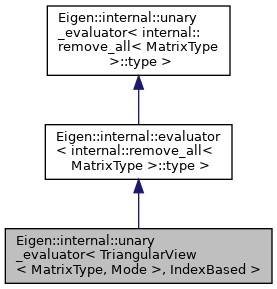 Eigen::internal::unary
_evaluator< internal::
remove_all< MatrixType
>::type >
Eigen::internal::evaluator
< internal::remove_all<
MatrixType >::type >
Eigen::internal::unary
_evaluator< TriangularView
< MatrixType, Mode >, IndexBased >